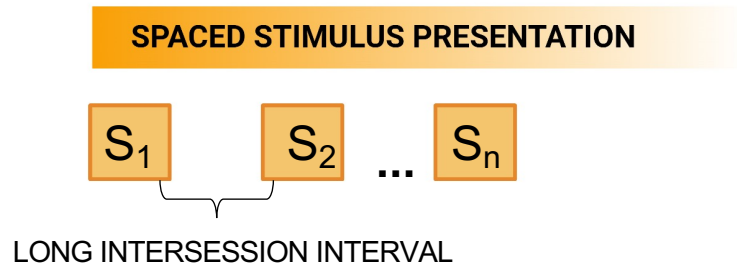 SPACED STIMULUS PRESENTATION
S₁ S₂ ... Sₙ
LONG INTERSESSION INTERVAL